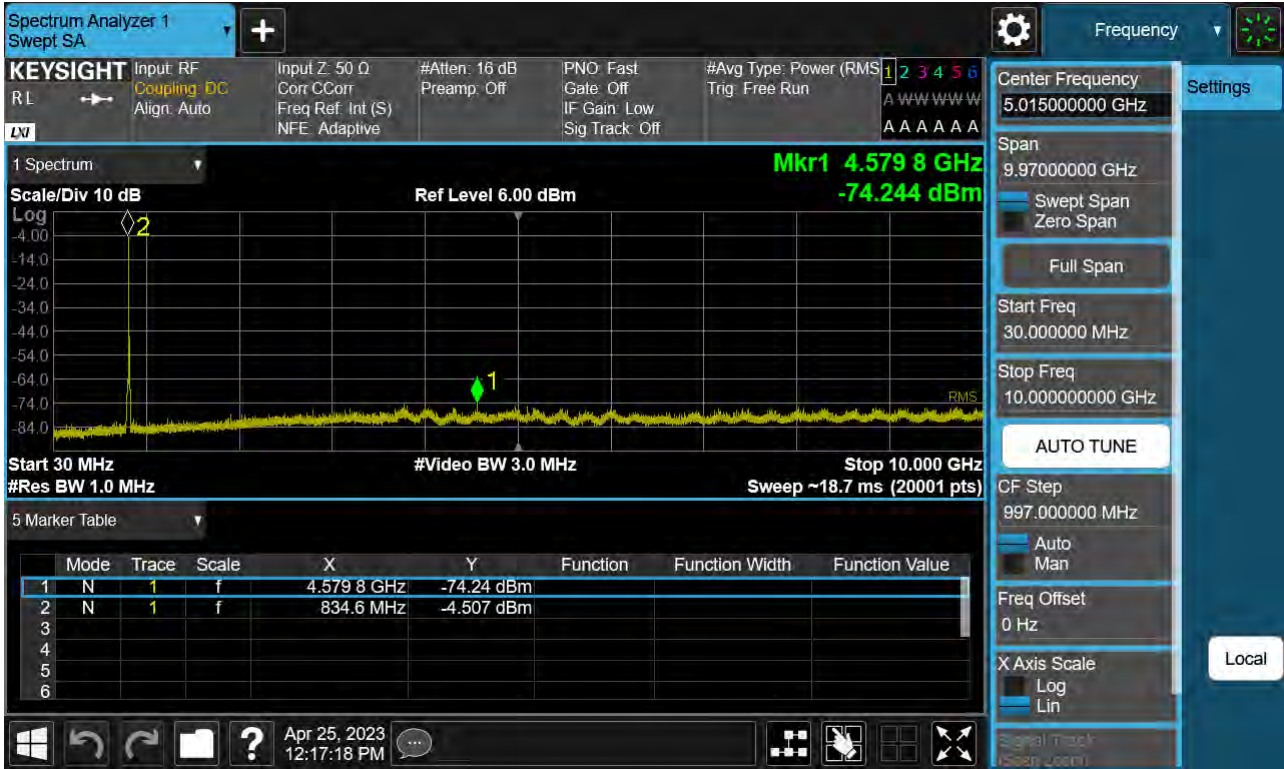 Spectrum Analyzer 1
Swept SA
+
Frequency
KEYSIGHT
R L
LXI
Input: RF
Coupling: DC
Align: Auto
Input Z: 50 Ω
Corr CCorr
Freq Ref: Int (S)
NFE: Adaptive
#Atten: 16 dB
Preamp: Off
PNO: Fast
Gate: Off
IF Gain: Low
Sig Track: Off
#Avg Type: Power (RMS
Trig: Free Run
1 2 3 4 5 6
A W W W W W
A A A A A A
1 Spectrum
Scale/Div 10 dB
Ref Level 6.00 dBm
Mkr1 4.579 8 GHz
-74.244 dBm
Log
-4.00
-14.0
-24.0
-34.0
-44.0
-54.0
-64.0
-74.0
-84.0
2
1
RMS
Start 30 MHz
#Video BW 3.0 MHz
Stop 10.000 GHz
#Res BW 1.0 MHz
Sweep ~18.7 ms (20001 pts)
5 Marker Table
Mode Trace Scale X Y Function Function Width Function Value
1 N 1 f 4.579 8 GHz -74.24 dBm
2 N 1 f 834.6 MHz -4.507 dBm
3
4
5
6
Apr 25, 2023
12:17:18 PM
?
Center Frequency
5.015000000 GHz
Span
9.97000000 GHz
Swept Span
Zero Span
Full Span
Start Freq
30.000000 MHz
Stop Freq
10.000000000 GHz
AUTO TUNE
CF Step
997.000000 MHz
Auto
Man
Freq Offset
0 Hz
X Axis Scale
Log
Lin
Signal Track
(Span Zoom)
Settings
Local